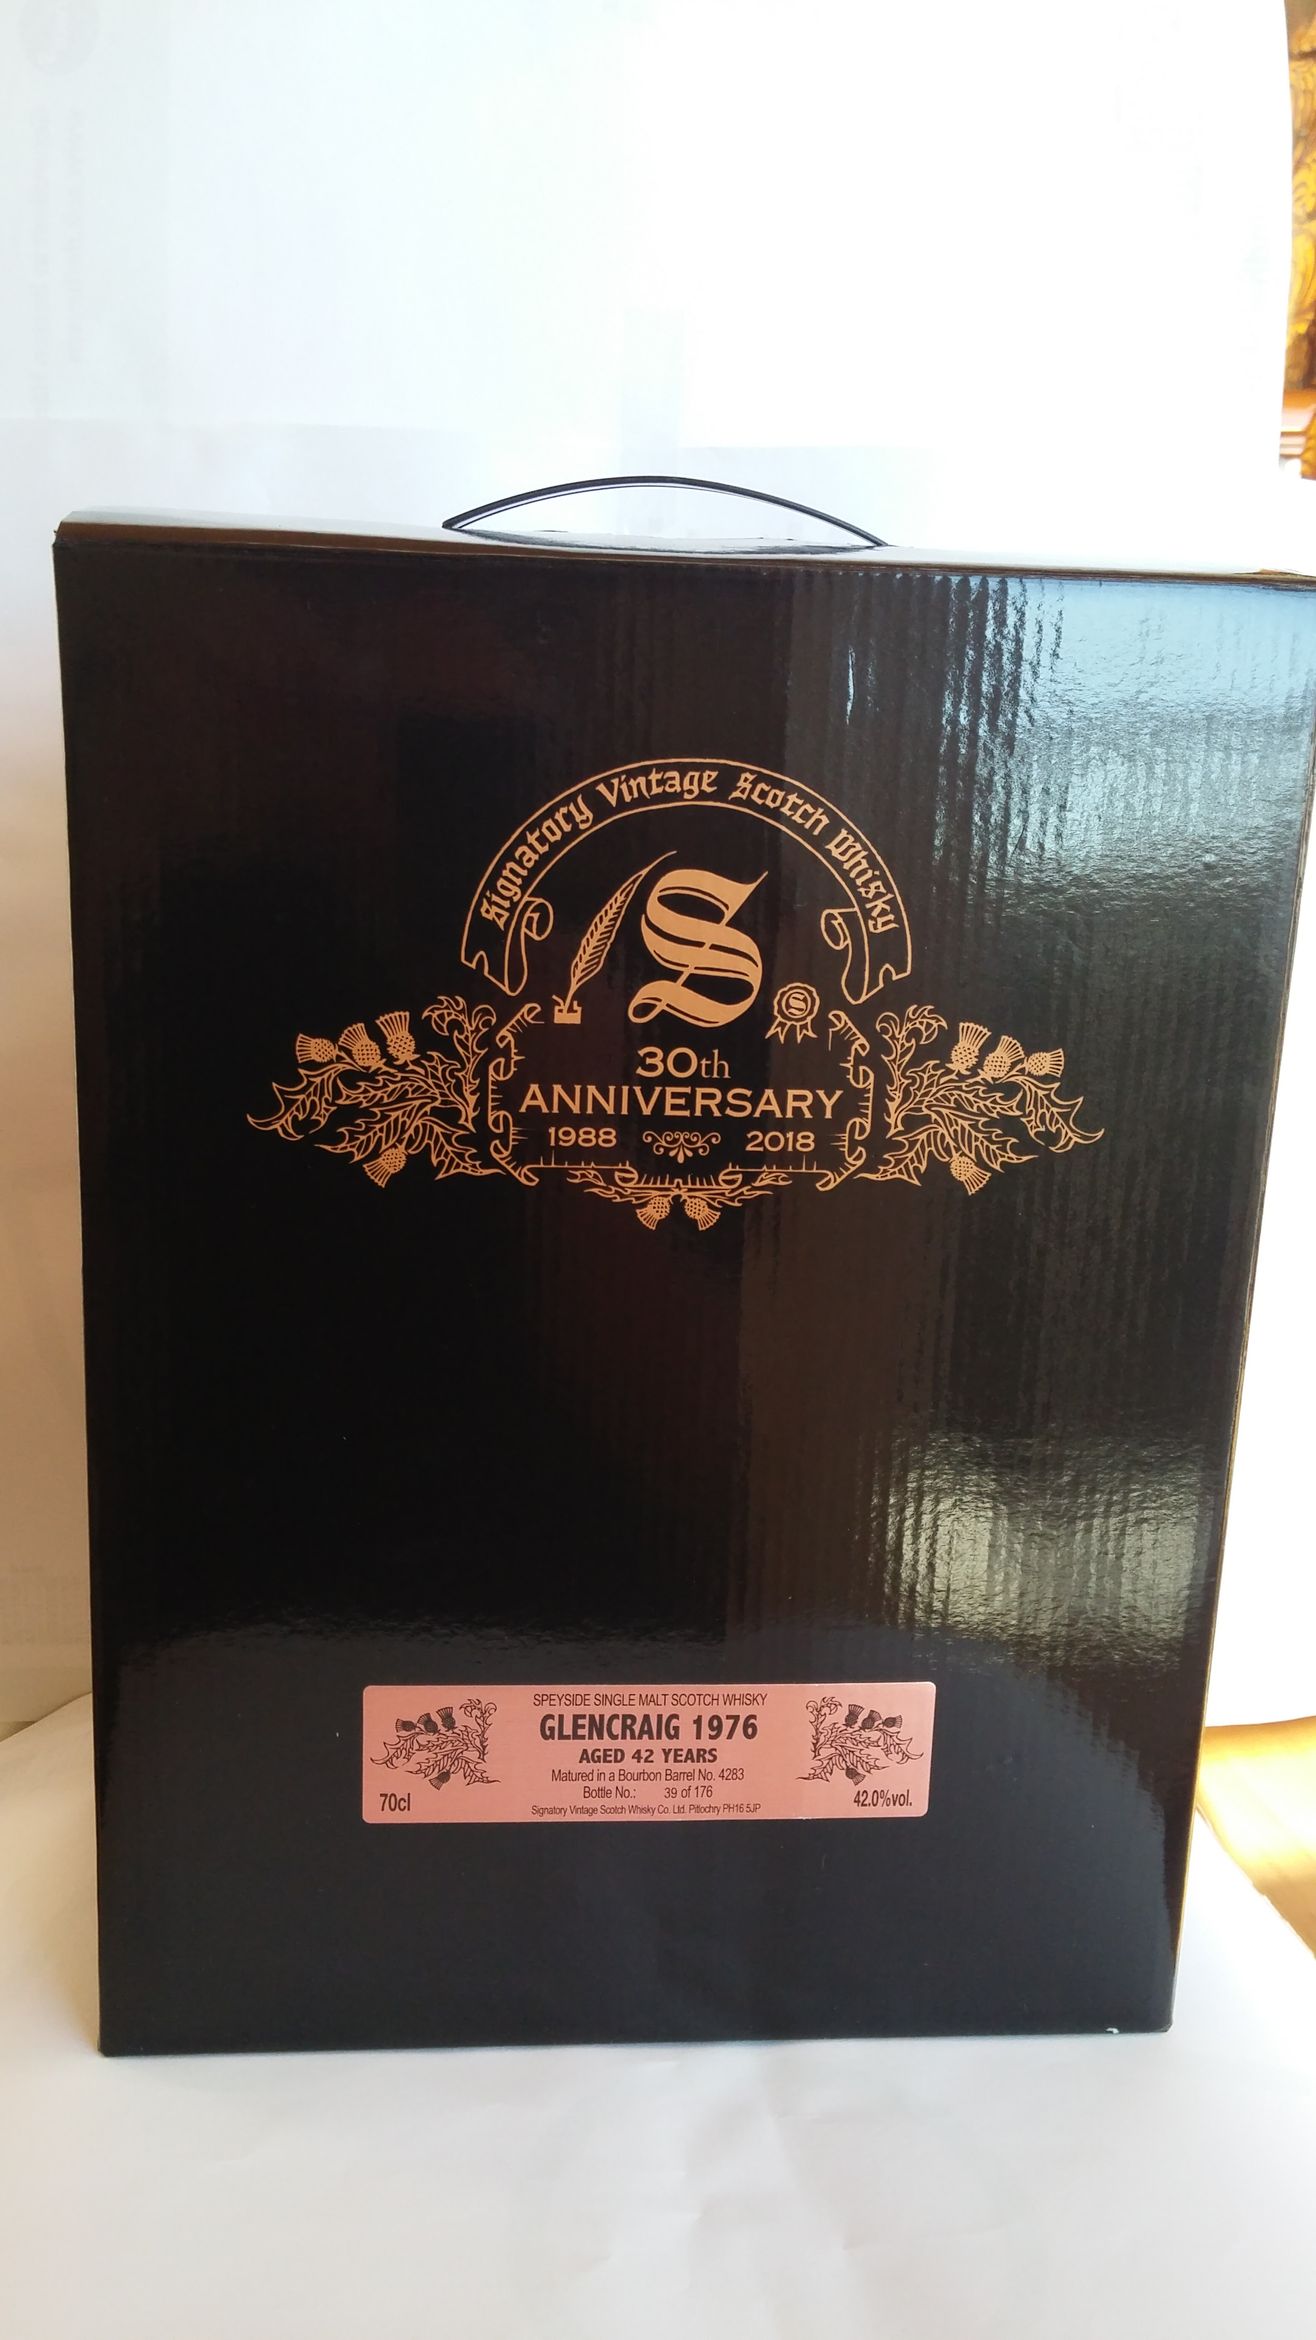 Signatory Vintage Scotch Whisky
S
S
30th
ANNIVERSARY
1988 2018
SPEYSIDE SINGLE MALT SCOTCH WHISKY
GLENCRAIG 1976
AGED 42 YEARS
Matured in a Bourbon Barrel No. 4283
Bottle No.: 39 of 176
70cl
42.0%vol.
Signatory Vintage Scotch Whisky Co. Ltd. Pitlochry PH16 5JP